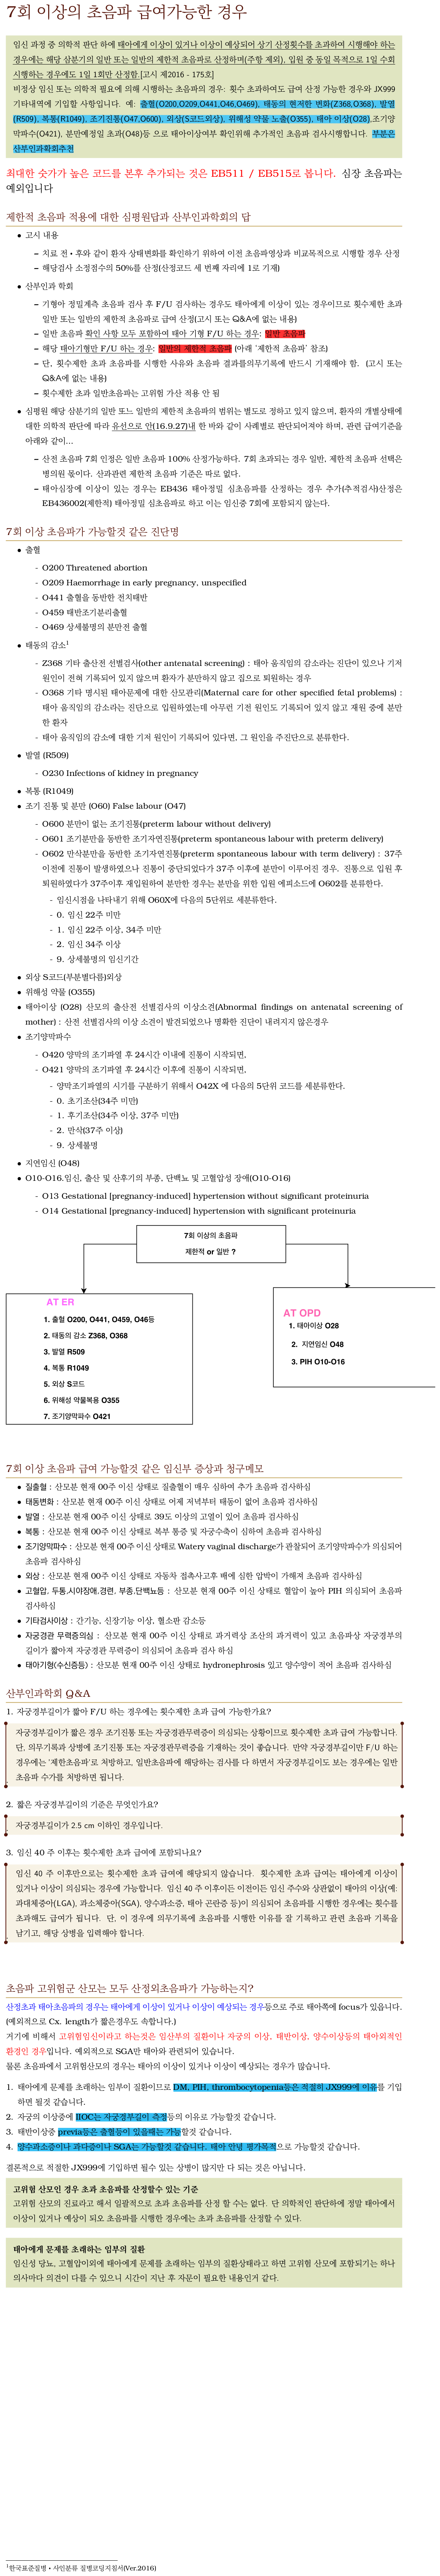 7회 이상의 초음파 급여가능한 경우
임신 과정 중 의학적 판단 하에 태아에게 이상이 있거나 이상이 예상되어 상기 산정횟수를 초과하여 시행해야 하는
경우에는 해당 삼분기의 일반 또는 일반의 제한적 초음파로 산정하며(주항 제외), 입원 중 동일 목적으로 1일 수회
시행하는 경우에도 1일 1회만 산정함.[고시 제2016 - 175호]
비정상 임신 또는 의학적 필요에 의해 시행하는 초음파의 경우: 횟수 초과하여도 급여 산정 가능한 경우와 JX999
기타내역에 기입할 사항입니다. 예: 출혈(O200,O209,O441,O46,O469), 태동의 현저한 변화(Z368,O368), 발열
(R509), 복통(R1049), 조기진통(O47,O600), 외상(S코드외상), 위해성 약물 노출(O355), 태아 이상(O28),조기양
막파수(O421), 분만예정일 초과(O48)등 으로 태아이상여부 확인위해 추가적인 초음파 검사시행합니다. 부분은
산부인과확회추천
최대한 숫자가 높은 코드를 본후 추가되는 것은 EB511 / EB515로 봅니다. 심장 초음파는
예외입니다
제한적 초음파 적용에 대한 심평원답과 산부인과학회의 답
• 고시 내용
– 치료 전 • 후와 같이 환자 상태변화를 확인하기 위하여 이전 초음파영상과 비교목적으로 시행할 경우 산정
– 해당검사 소정점수의 50%를 산정(산정코드 세 번째 자리에 1로 기재)
• 산부인과 학회
– 기형아 정밀계측 초음파 검사 후 F/U 검사하는 경우도 태아에게 이상이 있는 경우이므로 횟수제한 초과
일반 또는 일반의 제한적 초음파로 급여 산정(고시 또는 Q&A에 없는 내용)
– 일반 초음파 확인 사항 모두 포함하여 태아 기형 F/U 하는 경우: 일반 초음파
– 해당 태아기형만 F/U 하는 경우: 일반의 제한적 초음파 (아래 '제한적 초음파' 참조)
– 단, 횟수제한 초과 초음파를 시행한 사유와 초음파 결과를의무기록에 반드시 기재해야 함. (고시 또는
Q&A에 없는 내용)
– 횟수제한 초과 일반초음파는 고위험 가산 적용 안 됨
• 심평원 해당 삼분기의 일반 또느 일반의 제한적 초음파의 범위는 별도로 정하고 있지 않으며, 환자의 개별상태에
대한 의학적 판단에 따라 유선으로 안(16.9.27)내 한 바와 같이 사례별로 판단되어져야 하며, 관련 급여기준을
아래와 같이...
– 산전 초음파 7회 인정은 일반 초음파 100% 산정가능하다. 7회 초과되는 경우 일반, 제한적 초음파 선택은
병의원 몫이다. 산과관련 제한적 초음파 기준은 따로 없다.
– 태아심장에 이상이 있는 경우는 EB436 태아정밀 심초음파를 산정하는 경우 추가(추적검사)산정은
EB436002(제한적) 태아정밀 심초음파로 하고 이는 임신중 7회에 포함되지 않는다.
7회 이상 초음파가 가능할것 같은 진단명
• 출혈
- O200 Threatened abortion
- O209 Haemorrhage in early pregnancy, unspecified
- O441 출혈을 동반한 전치태반
- O459 태반조기분리출혈
- O469 상세불명의 분만전 출혈
• 태동의 감소1
- Z368 기타 출산전 선별검사(other antenatal screening) : 태아 움직임의 감소라는 진단이 있으나 기저
원인이 전혀 기록되어 있지 않으며 환자가 분만하지 않고 집으로 퇴원하는 경우
- O368 기타 명시된 태아문제에 대한 산모관리(Maternal care for other specified fetal problems) :
태아 움직임의 감소라는 진단으로 입원하였는데 아무런 기전 원인도 기록되어 있지 않고 재원 중에 분만
한 환자
- 태아 움직임의 감소에 대한 기저 원인이 기록되어 있다면, 그 원인을 주진단으로 분류한다.
• 발열 (R509)
- O230 Infections of kidney in pregnancy
• 복통 (R1049)
• 조기 진통 및 분만 (O60) False labour (O47)
- O600 분만이 없는 조기진통(preterm labour without delivery)
- O601 조기분만을 동반한 조기자연진통(preterm spontaneous labour with preterm delivery)
- O602 만삭분만을 동반한 조기자연진통(preterm spontaneous labour with term delivery) : 37주
이전에 진통이 발생하였으나 진통이 중단되었다가 37주 이후에 분만이 이루어진 경우. 진통으로 입원 후
퇴원하였다가 37주이후 재입원하여 분만한 경우는 분만을 위한 입원 에피소드에 O602를 분류한다.
- 임신시점을 나타내기 위해 O60X에 다음의 5단위로 세분류한다.
- 0. 임신 22주 미만
- 1. 임신 22주 이상, 34주 미만
- 2. 임신 34주 이상
- 9. 상세불명의 임신기간
• 외상 S코드(부분별다름)외상
• 위해성 약물 (O355)
• 태아이상 (O28) 산모의 출산전 선별검사의 이상소견(Abnormal findings on antenatal screening of
mother) : 산전 선별검사의 이상 소견이 발견되었으나 명확한 진단이 내려지지 않은경우
• 조기양막파수
- O420 양막의 조기파열 후 24시간 이내에 진통이 시작되면,
- O421 양막의 조기파열 후 24시간 이후에 진통이 시작되면,
- 양막조기파열의 시기를 구분하기 위해서 O42X 에 다음의 5단위 코드를 세분류한다.
- 0. 초기조산(34주 미만)
- 1. 후기조산(34주 이상, 37주 미만)
- 2. 만삭(37주 이상)
- 9. 상세불명
• 지연임신 (O48)
• O10-O16.임신, 출산 및 산후기의 부종, 단백뇨 및 고혈압성 장애(O10-O16)
- O13 Gestational [pregnancy-induced] hypertension without significant proteinuria
- O14 Gestational [pregnancy-induced] hypertension with significant proteinuria
7회 이상의 초음파
제한적 or 일반 ?
AT ER
1. 출혈 O200, O441, O459, O46등
2. 태동의 감소 Z368, O368
3. 발열 R509
4. 복통 R1049
5. 외상 S코드
6. 위해성 약물복용 O355
7. 조기양막파수 O421
AT OPD
1. 태아이상 O28
2. 지연임신 O48
3. PIH O10-O16
7회 이상 초음파 급여 가능할것 같은 임신부 증상과 청구메모
• 질출혈 : 산모분 현재 00주 이신 상태로 질출혈이 매우 심하여 추가 초음파 검사하심
• 태동변화 : 산모분 현재 00주 이신 상태로 어제 저녁부터 태동이 없어 초음파 검사하심
• 발열 : 산모분 현재 00주 이신 상태로 39도 이상의 고열이 있어 초음파 검사하심
• 복통 : 산모분 현재 00주 이신 상태로 복부 통증 및 자궁수축이 심하여 초음파 검사하심
• 조기양막파수 : 산모분 현재 00주 이신 상태로 Watery vaginal discharge가 관찰되어 조기양막파수가 의심되어
초음파 검사하심
• 외상 : 산모분 현재 00주 이신 상태로 자동차 접촉사고후 배에 심한 압박이 가해져 초음파 검사하심
• 고혈압, 두통,시야장애,경련, 부종,단백뇨등 : 산모분 현재 00주 이신 상태로 혈압이 높아 PIH 의심되어 초음파
검사하심
• 기타검사이상 : 간기능, 신장기능 이상, 혈소판 감소등
• 자궁경관 무력증의심 : 산모분 현재 00주 이신 상태로 과거력상 조산의 과거력이 있고 초음파상 자궁경부의
길이가 짧아져 자궁경관 무력증이 의심되어 초음파 검사 하심
• 태아기형(수신증등) : 산모분 현재 00주 이신 상태로 hydronephrosis 있고 양수양이 적어 초음파 검사하심
산부인과학회 Q&A
1. 자궁경부길이가 짧아 F/U 하는 경우에는 횟수제한 초과 급여 가능한가요?
자궁경부길이가 짧은 경우 조기진통 또는 자궁경관무력증이 의심되는 상황이므로 횟수제한 초과 급여 가능합니다.
단, 의무기록과 상병에 조기진통 또는 자궁경관무력증을 기재하는 것이 좋습니다. 만약 자궁경부길이만 F/U 하는
경우에는 '제한초음파'로 처방하고, 일반초음파에 해당하는 검사를 다 하면서 자궁경부길이도 보는 경우에는 일반
초음파 수가를 처방하면 됩니다.
2. 짧은 자궁경부길이의 기준은 무엇인가요?
자궁경부길이가 2.5 cm 이하인 경우입니다.
3. 임신 40 주 이후는 횟수제한 초과 급여에 포함되나요?
임신 40 주 이후만으로는 횟수제한 초과 급여에 해당되지 않습니다. 횟수제한 초과 급여는 태아에게 이상이
있거나 이상이 의심되는 경우에 가능합니다. 임신 40 주 이후이든 이전이든 임신 주수와 상관없이 태아의 이상(예:
과대체중아(LGA), 과소체중아(SGA), 양수과소증, 태아 곤란증 등)이 의심되어 초음파를 시행한 경우에는 횟수를
초과해도 급여가 됩니다. 단, 이 경우에 의무기록에 초음파를 시행한 이유를 잘 기록하고 관련 초음파 기록을
남기고, 해당 상병을 입력해야 합니다.
초음파 고위험군 산모는 모두 산정외초음파가 가능하는지?
산정초과 태아초음파의 경우는 태아에게 이상이 있거나 이상이 예상되는 경우등으로 주로 태아쪽에 focus가 있습니다.
(예외적으로 Cx. length가 짧은경우도 속합니다.)
거기에 비해서 고위험임신이라고 하는것은 임산부의 질환이나 자궁의 이상, 태반이상, 양수이상등의 태아외적인
환경인 경우입니다. 예외적으로 SGA만 태아와 관련되어 있습니다.
물론 초음파에서 고위험산모의 경우는 태아의 이상이 있거나 이상이 예상되는 경우가 많습니다.
1. 태아에게 문제를 초래하는 임부이 질환이므로 DM, PIH, thrombocytopenia등은 적절히 JX999에 이유를 기입
하면 될것 같습니다.
2. 자궁의 이상중에 IIOC는 자궁경부길이 측정등의 이유로 가능할것 같습니다.
3. 태반이상중 previa등은 출혈등이 있을때는 가능할것 같습니다.
4. 양수과소증이나 과다증이나 SGA는 가능할것 같습니다. 태아 안녕 평가목적으로 가능할것 같습니다.
결론적으로 적절한 JX999에 기입하면 될수 있는 상병이 많지만 다 되는 것은 아닙니다.
고위험 산모인 경우 초과 초음파를 산정할수 있는 기준
고위험 산모의 진료라고 해서 일괄적으로 초과 초음파를 산정 할 수는 없다. 단 의학적인 판단하에 정말 태아에서
이상이 있거나 예상이 되오 초음파를 시행한 경우에는 초과 초음파를 산정할 수 있다.
태아에게 문제를 초래하는 임부의 질환
임신성 당뇨, 고혈압이외에 태아에게 문제를 초래하는 임부의 질환상태라고 하면 고위험 산모에 포함되기는 하나
의사마다 의견이 다를 수 있으니 시간이 지난 후 자문이 필요한 내용인거 같다.
1한국표준질병 • 사인분류 질병코딩지침서(Ver.2016)